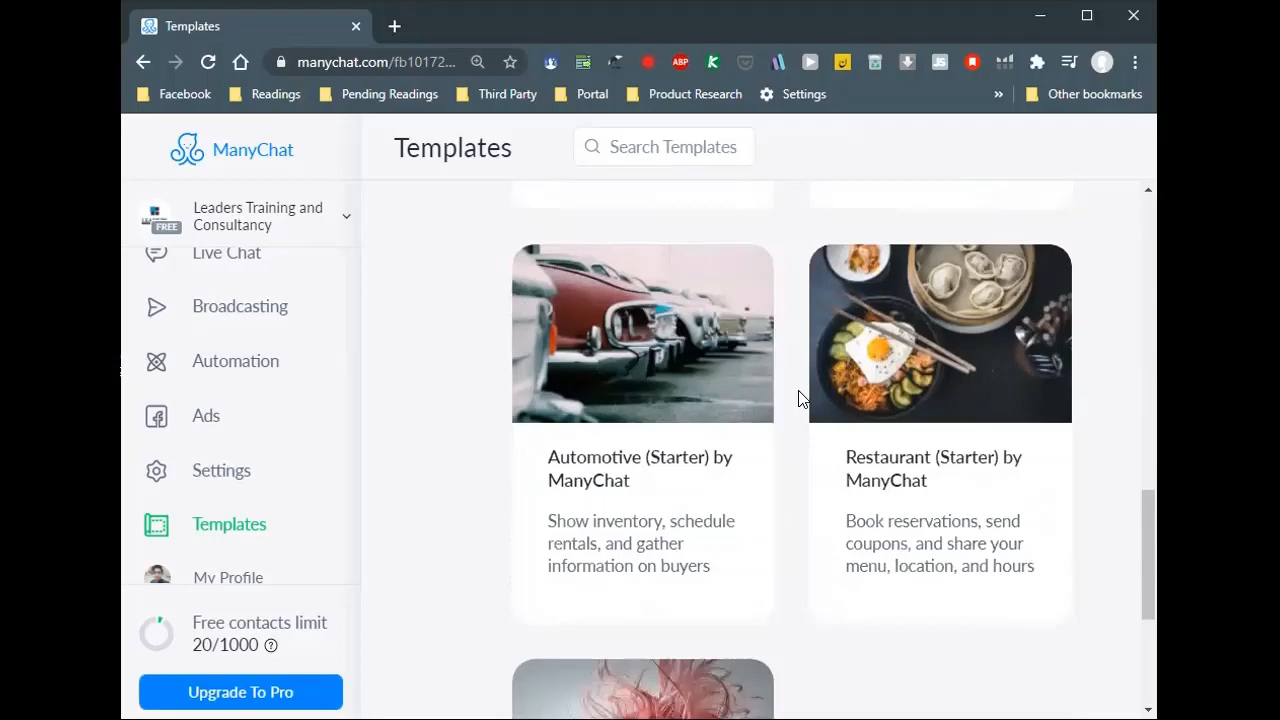 Templates
manychat.com/fb10172...
ABP
K
JS
Facebook
Readings
Pending Readings
Third Party
Portal
Product Research
Settings
»
Other bookmarks
ManyChat
Templates
Search Templates
FREE
Leaders Training and
Consultancy
Live Chat
Broadcasting
Automation
Ads
Settings
Templates
My Profile
Free contacts limit
20/1000
Upgrade To Pro
Automotive (Starter) by
ManyChat
Show inventory, schedule
rentals, and gather
information on buyers
Restaurant (Starter) by
ManyChat
Book reservations, send
coupons, and share your
menu, location, and hours